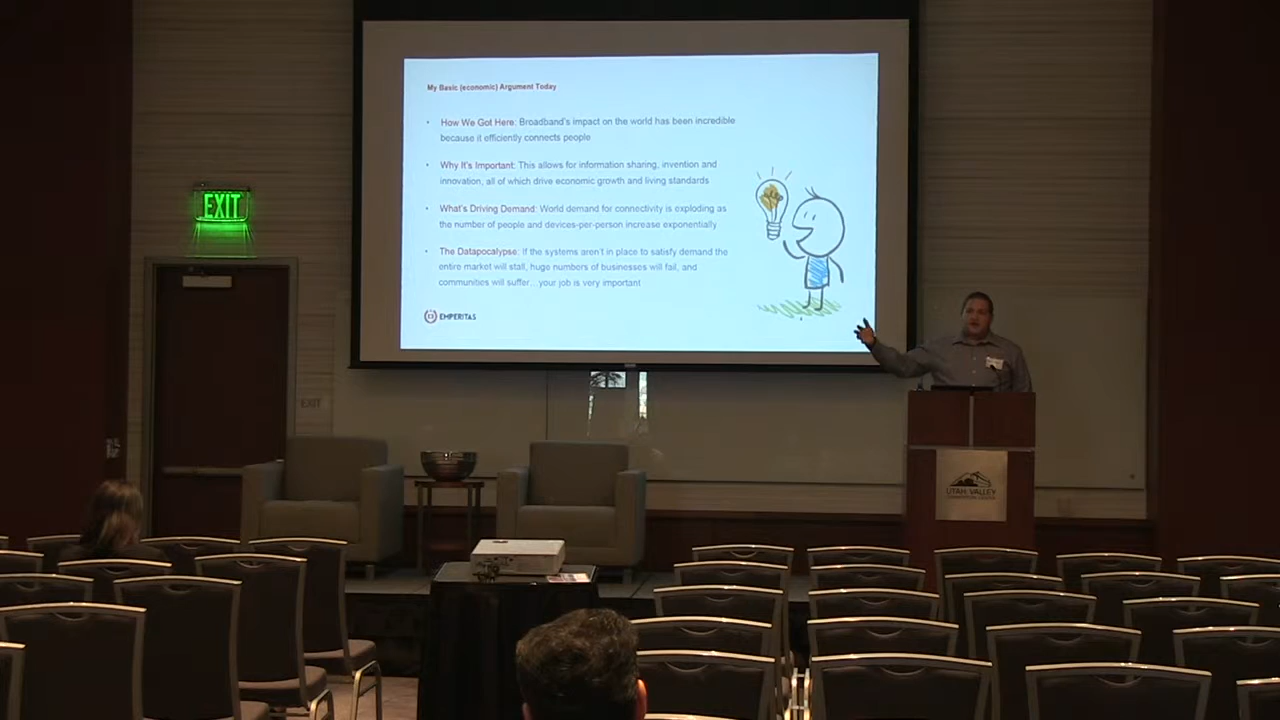 My Basic (economic) Argument Today
• How We Got Here: Broadband's impact on the world has been incredible
because it efficiently connects people
• Why It's Important: This allows for information sharing, invention and
innovation, all of which drive economic growth and living standards
• What's Driving Demand: World demand for connectivity is exploding as
the number of people and devices-per-person increase exponentially
• The Datapocalypse: If the systems aren't in place to satisfy demand the
entire market will stall, huge numbers of businesses will fail, and
communities will suffer...your job is very important
EMPERITAS
EXIT
EXIT
UTAH VALLEY
CONVENTION CENTER